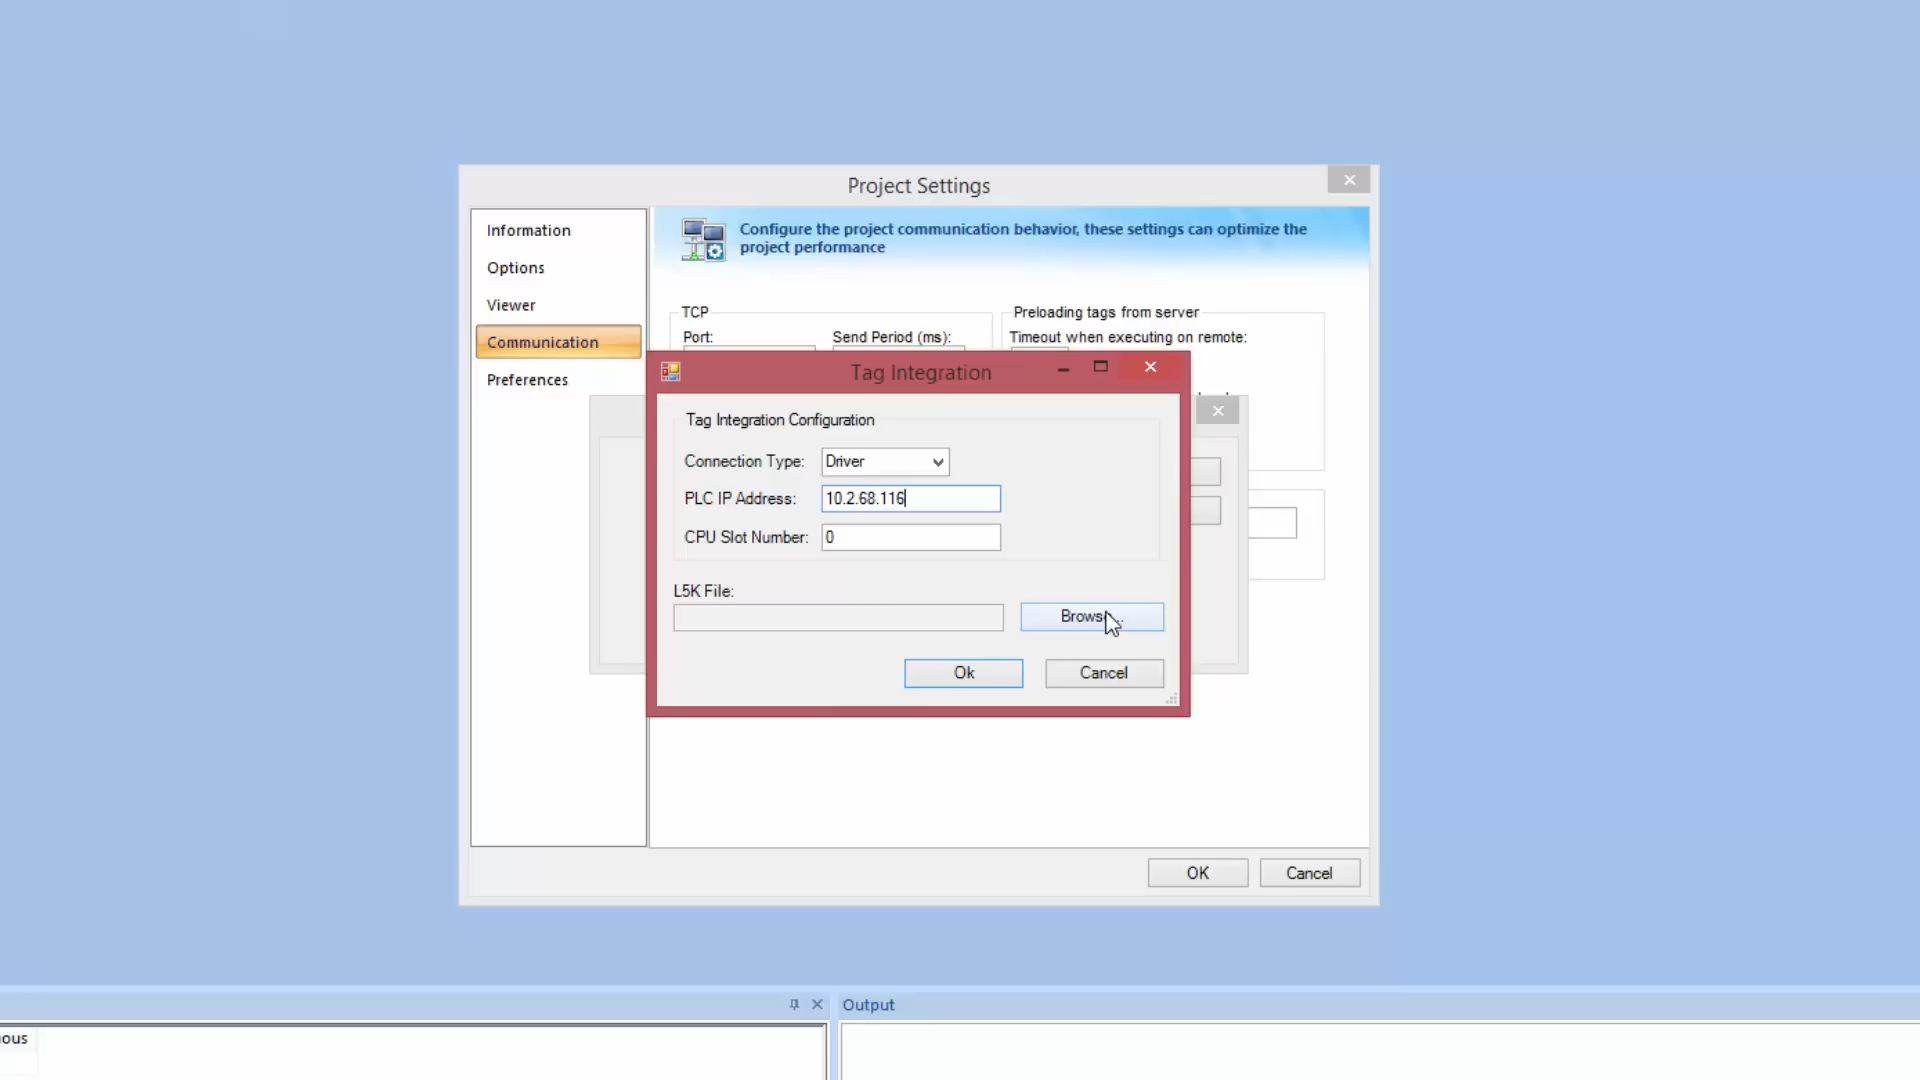 Project Settings
Information
Options
Viewer
Communication
Preferences
Configure the project communication behavior, these settings can optimize the
project performance
TCP
Port:
Send Period (ms):
Preloading tags from server
Timeout when executing on remote:
Tag Integration
Tag Integration Configuration
Connection Type: Driver
PLC IP Address: 10.2.68.116
CPU Slot Number: 0
L5K File:
Browse...
Ok
Cancel
OK
Cancel
Output
ous